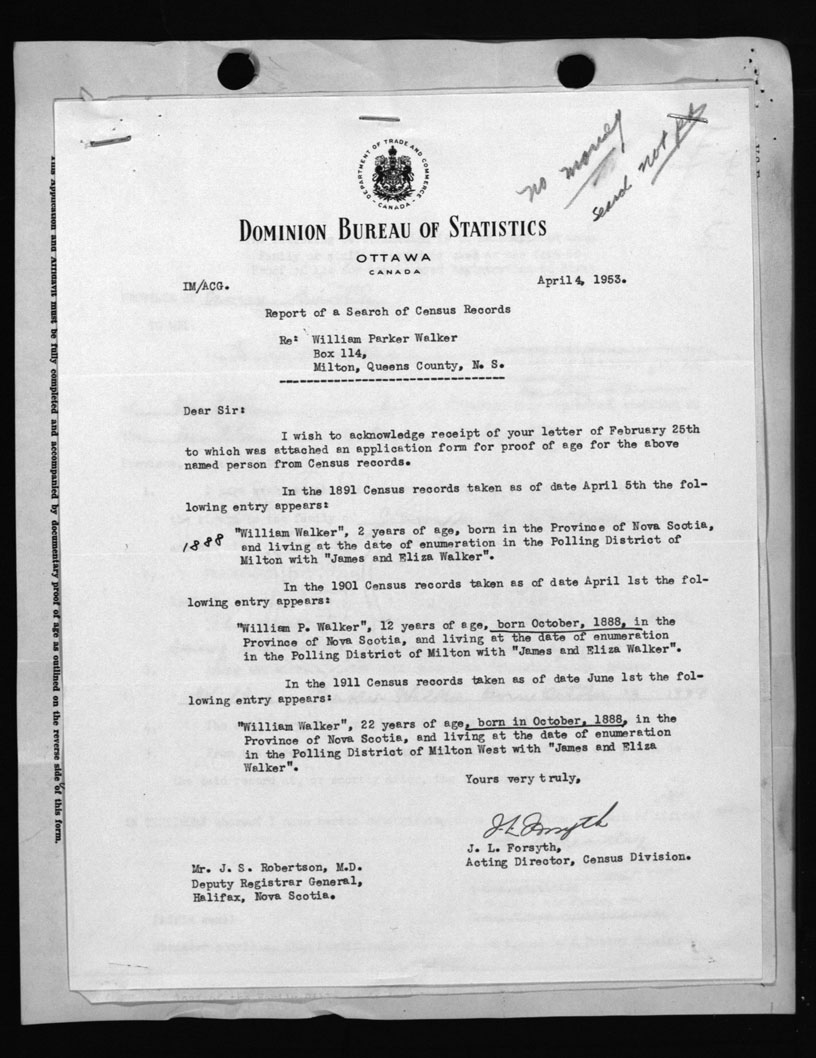 no money
send not pd
DEPARTMENT OF TRADE AND COMMERCE
CANADA
DOMINION BUREAU OF STATISTICS
OTTAWA
CANADA
IM/ACG.
April 4, 1953.
Report of a Search of Census Records
Re: William Parker Walker
Box 114,
Milton, Queens County, N. S.
Dear Sir:
I wish to acknowledge receipt of your letter of February 25th
to which was attached an application form for proof of age for the above
named person from Census records.
In the 1891 Census records taken as of date April 5th the fol-
lowing entry appears:
"William Walker", 2 years of age, born in the Province of Nova Scotia,
1888 and living at the date of enumeration in the Polling District of
Milton with "James and Eliza Walker".
In the 1901 Census records taken as of date April 1st the fol-
lowing entry appears:
"William P. Walker", 12 years of age, born October, 1888, in the
Province of Nova Scotia, and living at the date of enumeration
in the Polling District of Milton with "James and Eliza Walker".
In the 1911 Census records taken as of date June 1st the fol-
lowing entry appears:
"William Walker", 22 years of age, born in October, 1888, in the
Province of Nova Scotia, and living at the date of enumeration
in the Polling District of Milton West with "James and Eliza
Walker".
Yours very truly,
J. L. Forsyth
J. L. Forsyth,
Acting Director, Census Division.
Mr. J. S. Robertson, M.D.
Deputy Registrar General,
Halifax, Nova Scotia.
This Application and Affidavit must be fully completed and accompanied by documentary proof of age as outlined on the reverse side of this form.